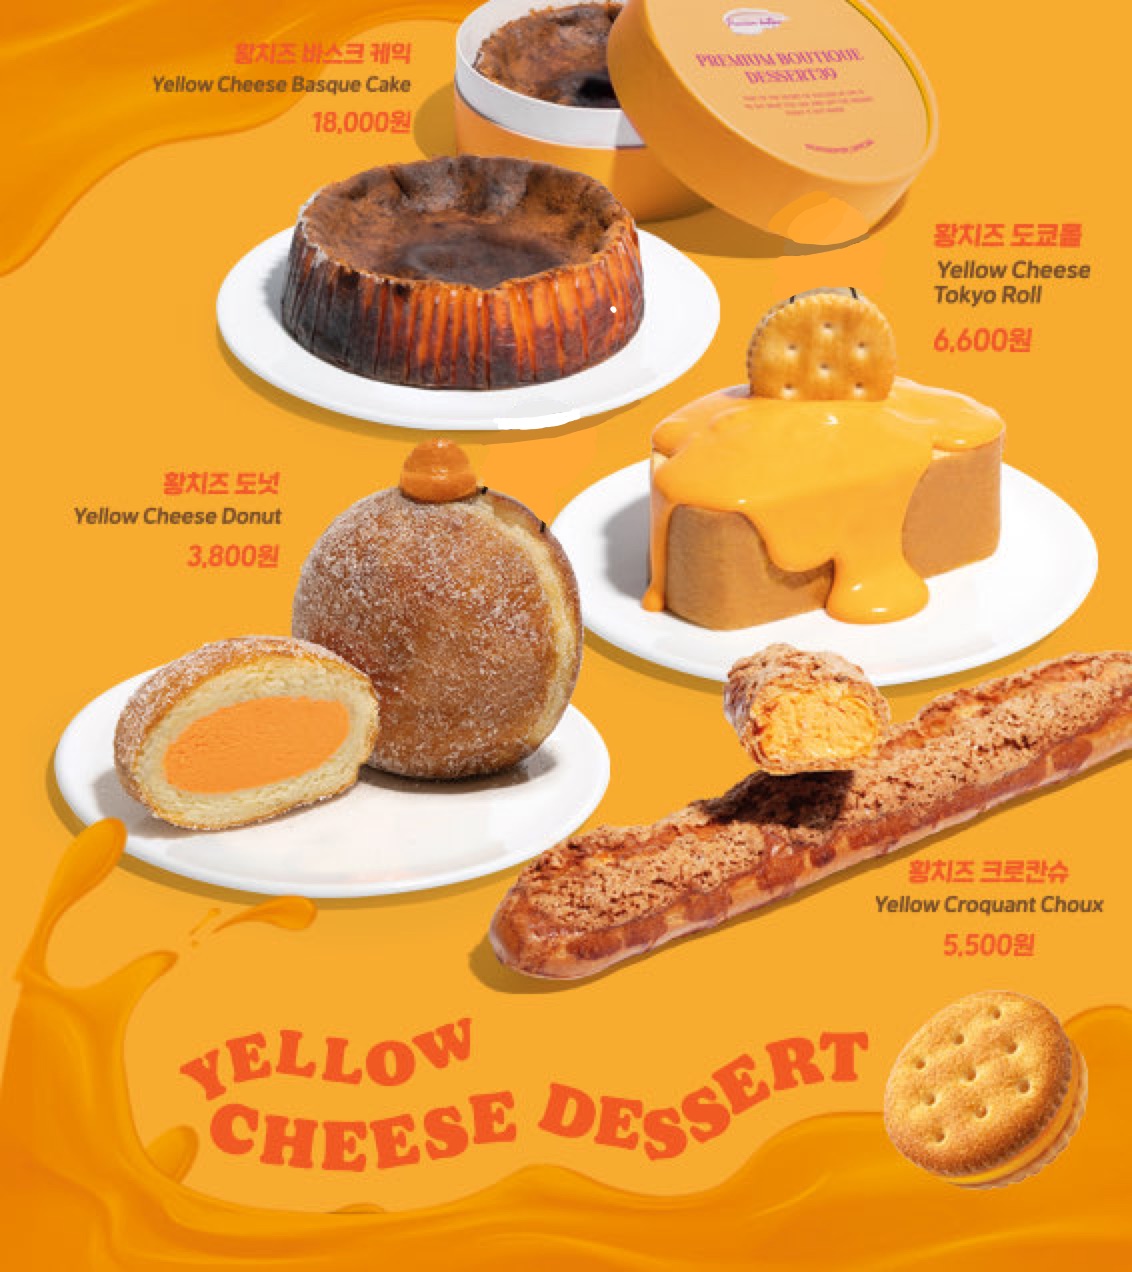 황치즈 바스크 케익
Yellow Cheese Basque Cake
18,000원
PREMIUM BOUTIQUE
DESSERT39
황치즈 도쿄롤
Yellow Cheese
Tokyo Roll
6,600원
황치즈 도넛
Yellow Cheese Donut
3,800원
황치즈 크로칸슈
Yellow Croquant Choux
5,500원
YELLOW
CHEESE DESSERT